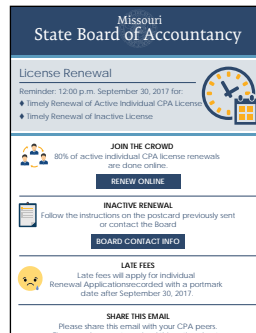 Missouri
State Board of Accountancy
License Renewal
Reminder: 12:00 p.m. September 30, 2017 for:
♦ Timely Renewal of Active Individual CPA License
♦ Timely Renewal of Inactive License
JOIN THE CROWD
80% of active individual CPA license renewals
are done online.
RENEW ONLINE
INACTIVE RENEWAL
Follow the instructions on the postcard previously sent
or contact the Board
BOARD CONTACT INFO
LATE FEES
Late fees will apply for individual
Renewal Applicationsrecorded with a portmark
date after September 30, 2017.
SHARE THIS EMAIL
Please share this email with your CPA peers.